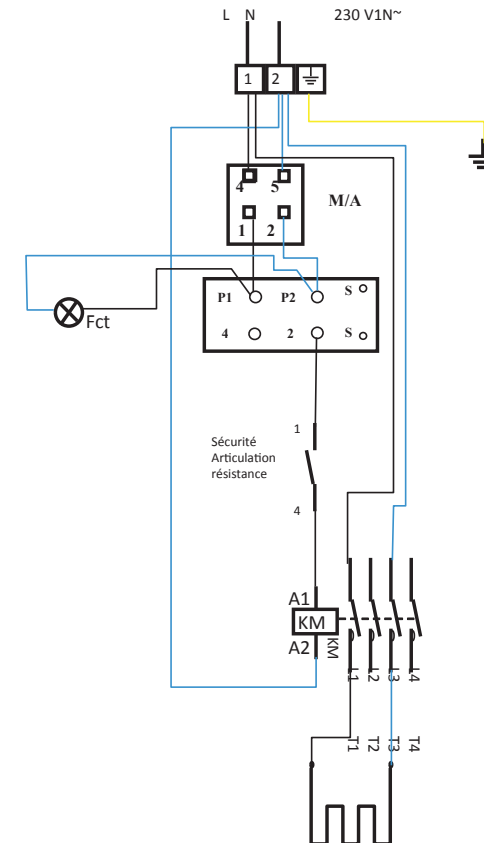 L N 230 V1N~
1 2
4 5
M/A
1 2
P1 P2 S
Fct
4 2 S
1
Sécurité
Articulation
résistance
4
A1
KM
A2 KM
L1 L2 L3 L4
T1 T2 T3 T4